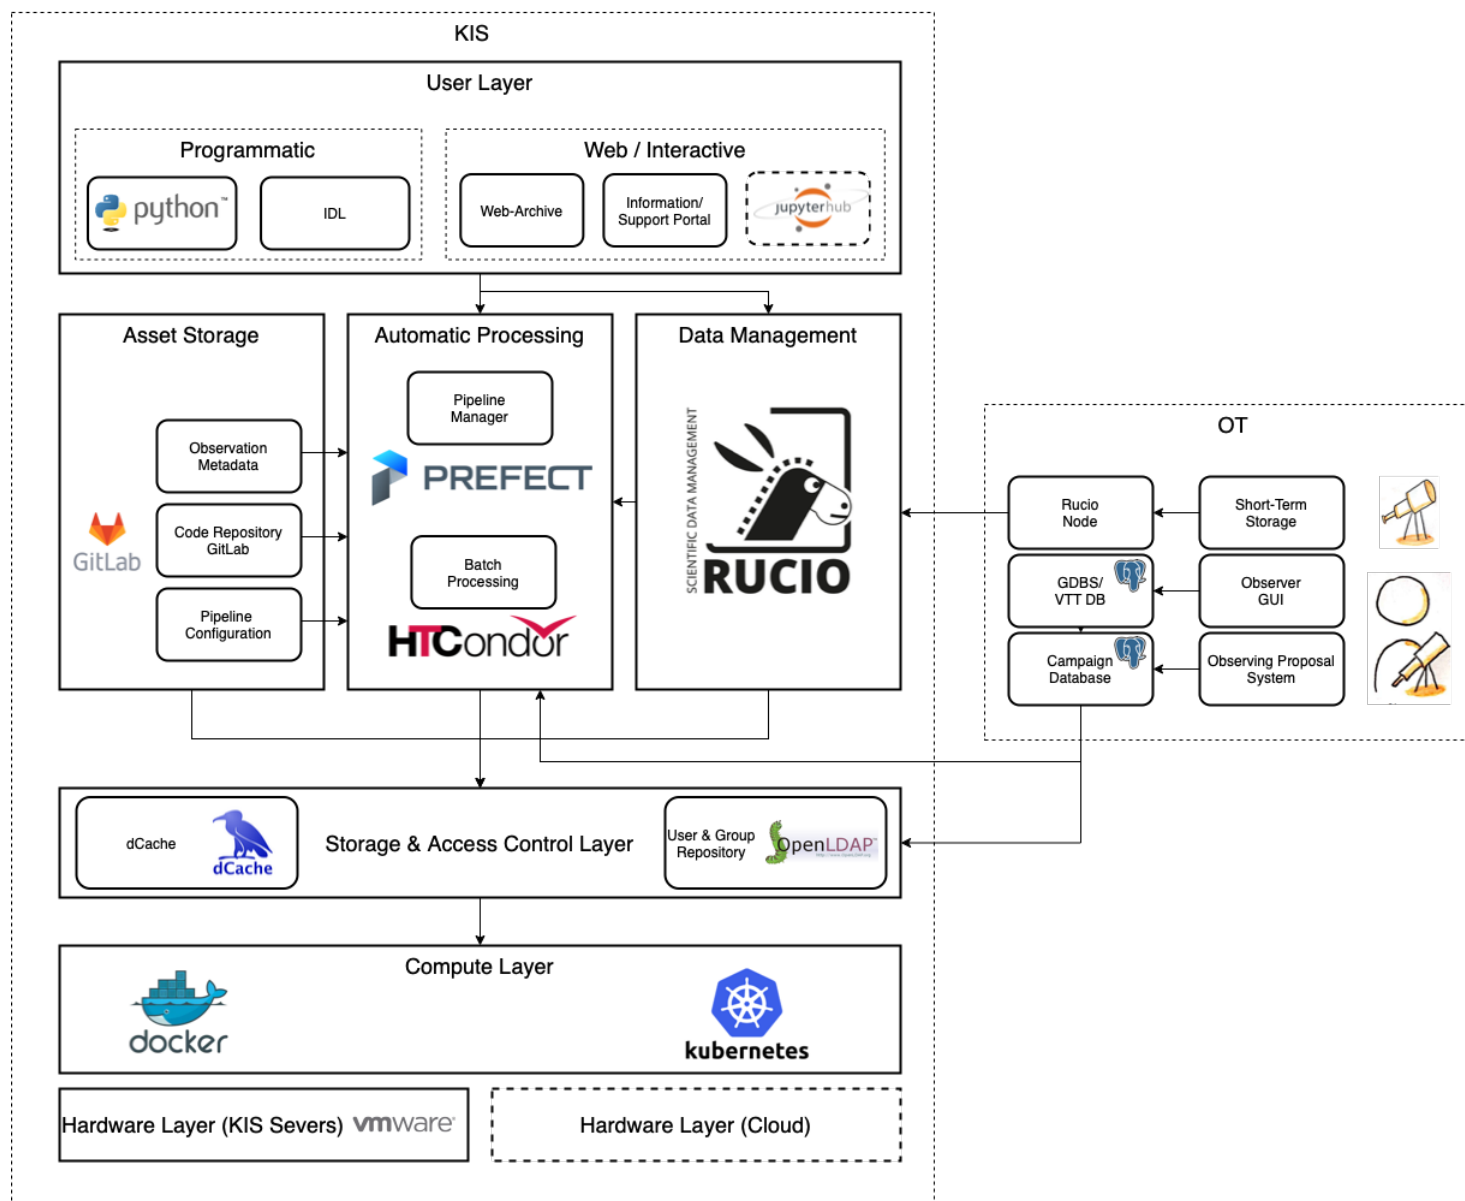 KIS
User Layer
Programmatic
python™
IDL
Web / Interactive
Web-Archive
Information/
Support Portal
jupyterhub
Asset Storage
Observation
Metadata
GitLab
Code Repository
GitLab
Pipeline
Configuration
Automatic Processing
Pipeline
Manager
PREFECT
Batch
Processing
HTCondor
Data Management
SCIENTIFIC DATA MANAGEMENT
RUCIO
OT
Rucio
Node
Short-Term
Storage
GDBS/
VTT DB
Observer
GUI
Campaign
Database
Observing Proposal
System
dCache
dCache
Storage & Access Control Layer
User & Group
Repository
OpenLDAP™
Compute Layer
docker
kubernetes
Hardware Layer (KIS Severs)
vmware
Hardware Layer (Cloud)